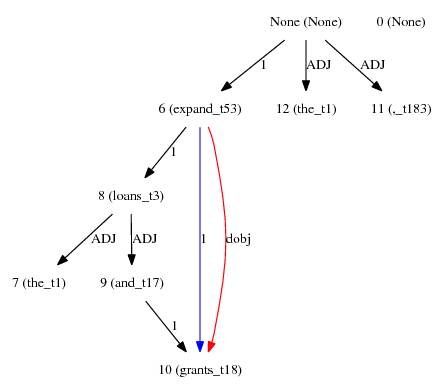 None (None) 0 (None)
1 ADJ ADJ
6 (expand_t53) 12 (the_t1) 11 (,_t183)
1
8 (loans_t3)
ADJ ADJ 1 dobj
7 (the_t1) 9 (and_t17)
1
10 (grants_t18)